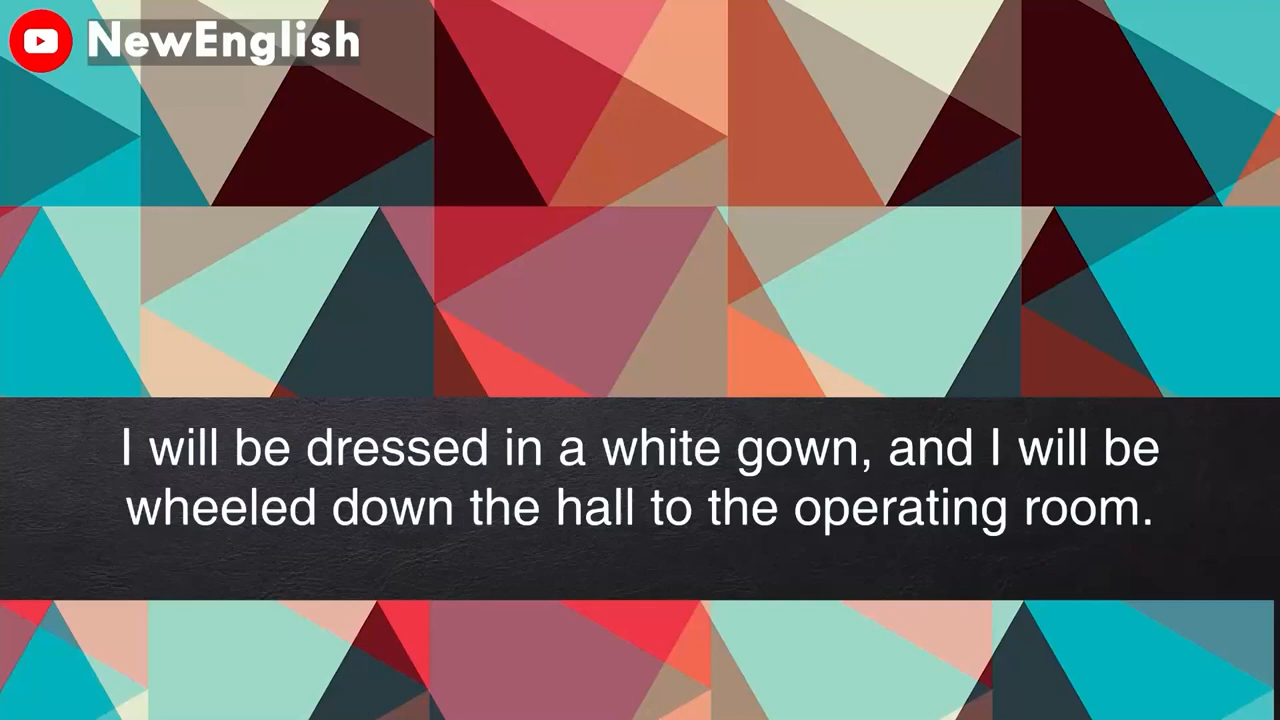 NewEnglish
I will be dressed in a white gown, and I will be
wheeled down the hall to the operating room.